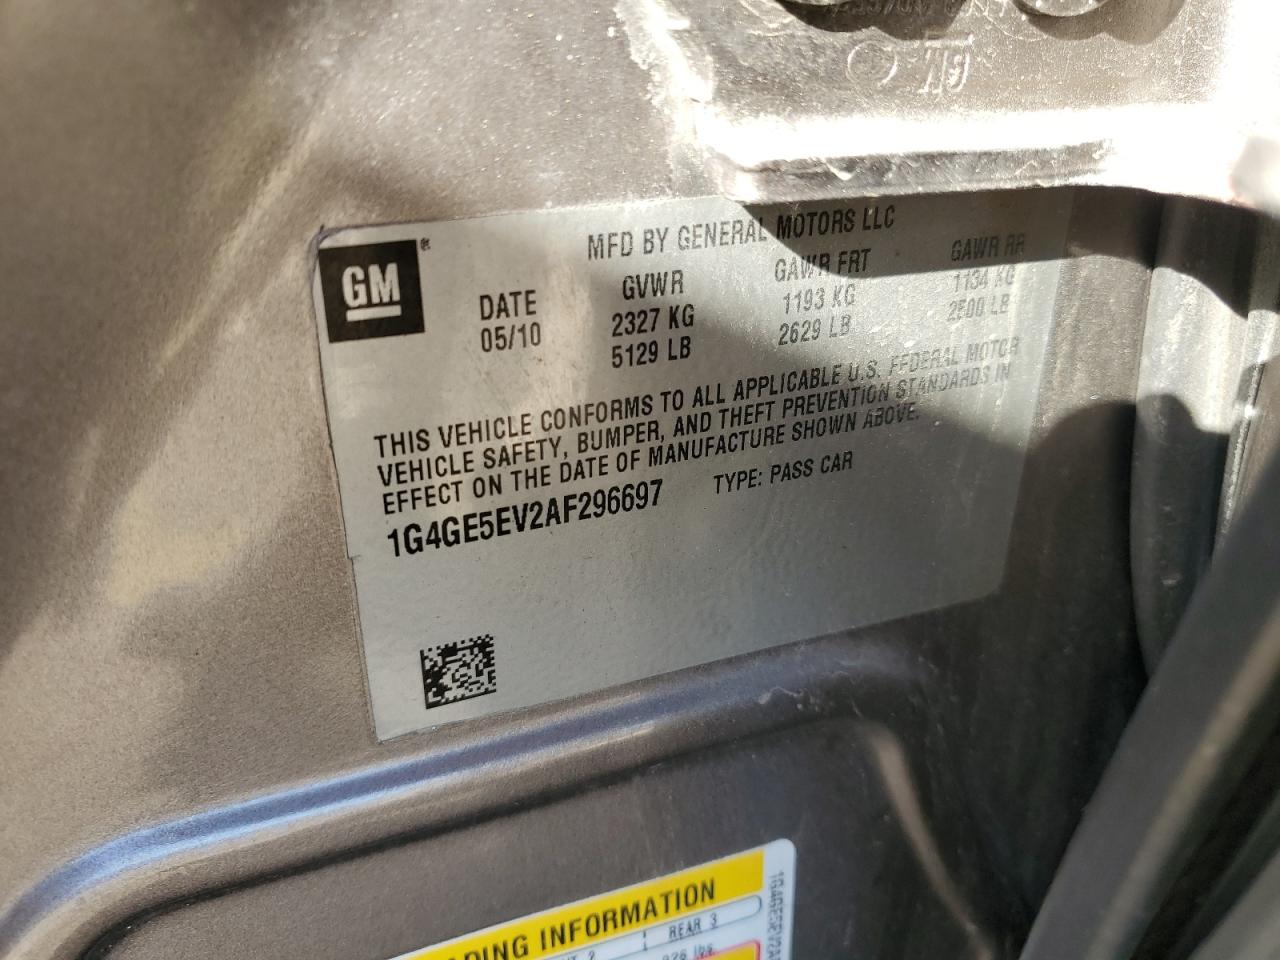 GM ®
MFD BY GENERAL MOTORS LLC
DATE GVWR GAWR FRT GAWR RR
05/10 2327 KG 1193 KG 1134 KG
5129 LB 2629 LB 2500 LB
THIS VEHICLE CONFORMS TO ALL APPLICABLE U.S. FEDERAL MOTOR
VEHICLE SAFETY, BUMPER, AND THEFT PREVENTION STANDARDS IN
EFFECT ON THE DATE OF MANUFACTURE SHOWN ABOVE.
1G4GE5EV2AF296697 TYPE: PASS CAR
ADING INFORMATION
2 REAR 3
lbs.